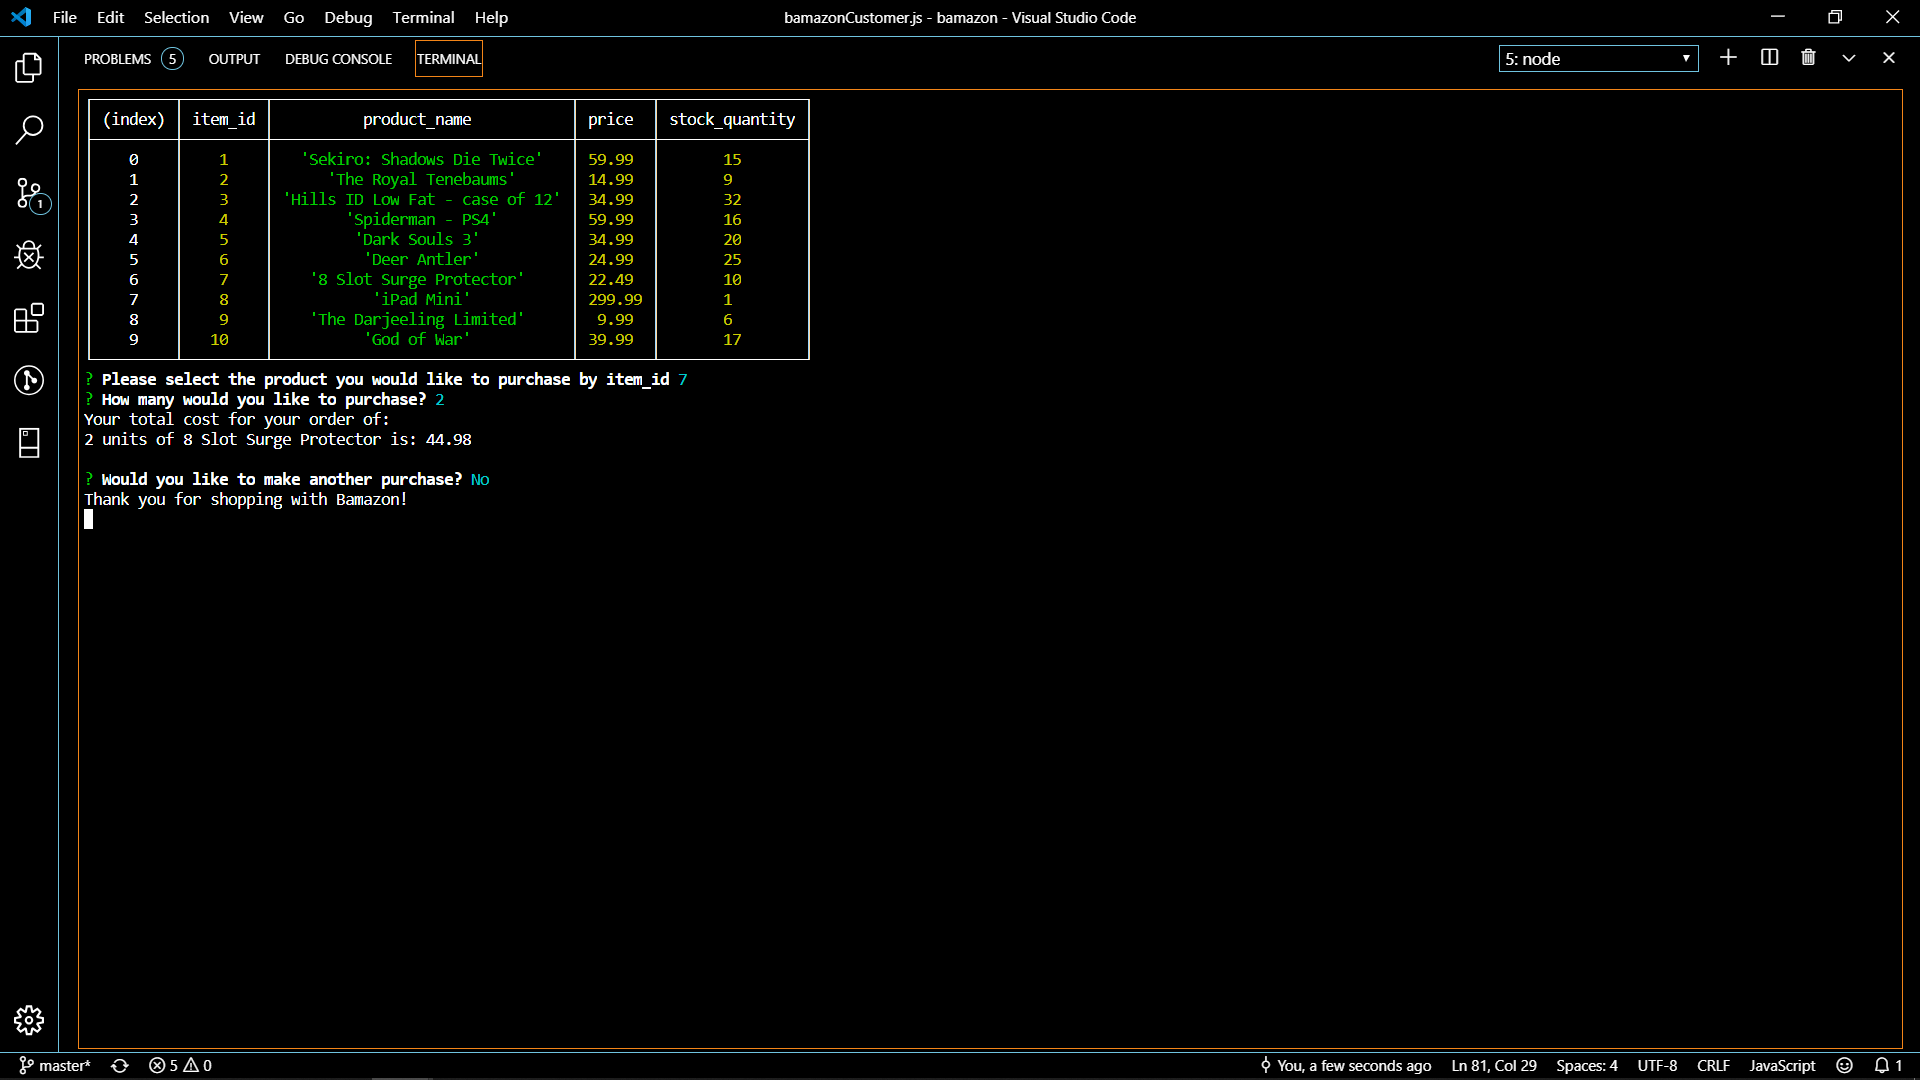 File Edit Selection View Go Debug Terminal Help
bamazonCustomer.js - bamazon - Visual Studio Code
PROBLEMS 5 OUTPUT DEBUG CONSOLE TERMINAL
5: node
(index) item_id product_name price stock_quantity
0 1 'Sekiro: Shadows Die Twice' 59.99 15
1 2 'The Royal Tenebaums' 14.99 9
2 3 'Hills ID Low Fat - case of 12' 34.99 32
3 4 'Spiderman - PS4' 59.99 16
4 5 'Dark Souls 3' 34.99 20
5 6 'Deer Antler' 24.99 25
6 7 '8 Slot Surge Protector' 22.49 10
7 8 'iPad Mini' 299.99 1
8 9 'The Darjeeling Limited' 9.99 6
9 10 'God of War' 39.99 17
? Please select the product you would like to purchase by item_id 7
? How many would you like to purchase? 2
Your total cost for your order of:
2 units of 8 Slot Surge Protector is: 44.98
? Would you like to make another purchase? No
Thank you for shopping with Bamazon!
1
master* 5 0
You, a few seconds ago Ln 81, Col 29 Spaces: 4 UTF-8 CRLF JavaScript 1